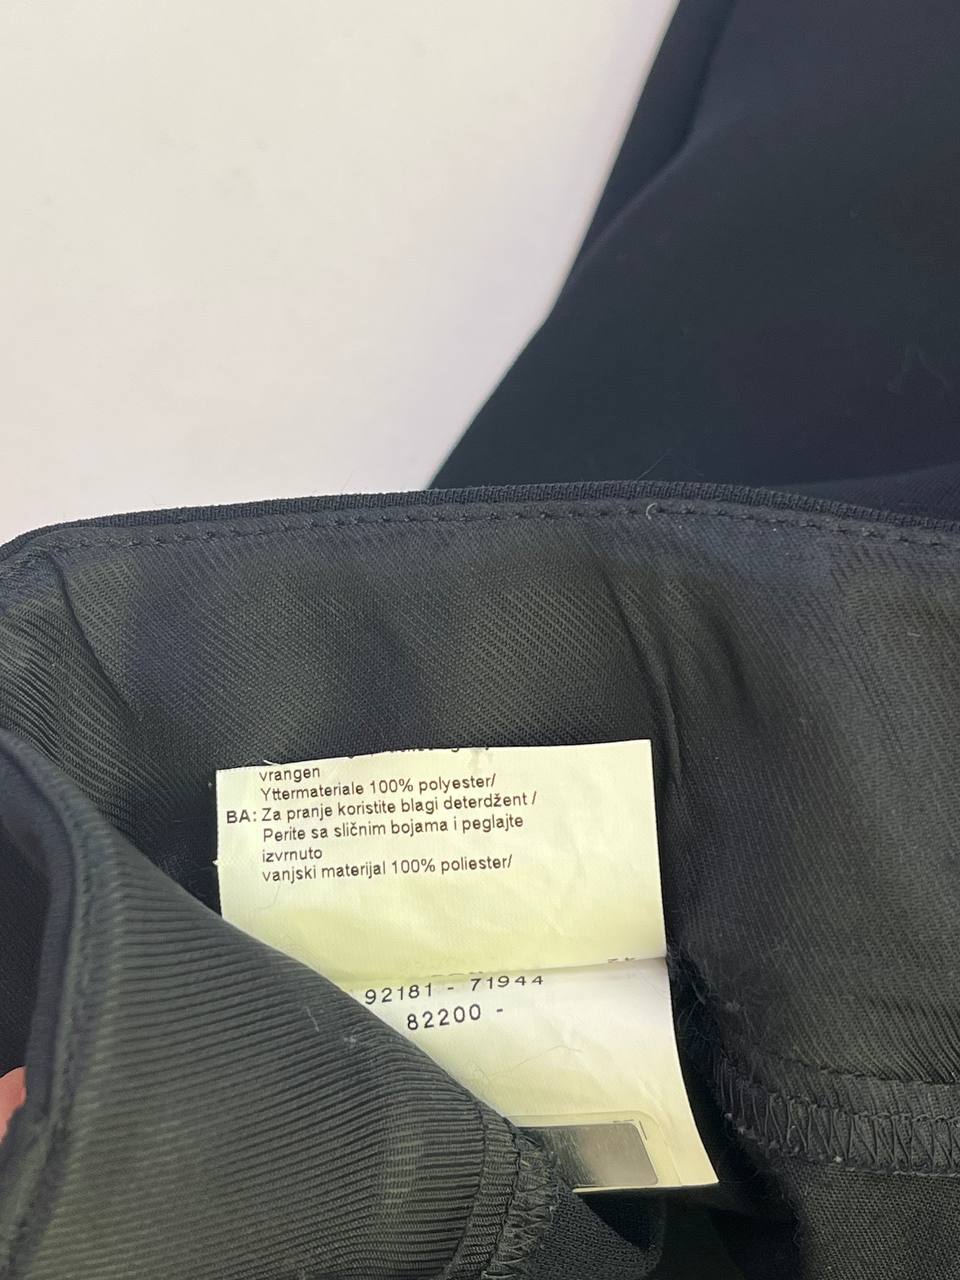 vrangen
Yttermateriale 100% polyester/
BA: Za pranje koristite blagi deterdžent /
Perite sa sličnim bojama i peglajte
izvrnuto
vanjski materijal 100% poliester/
92181 - 71944
82200 -